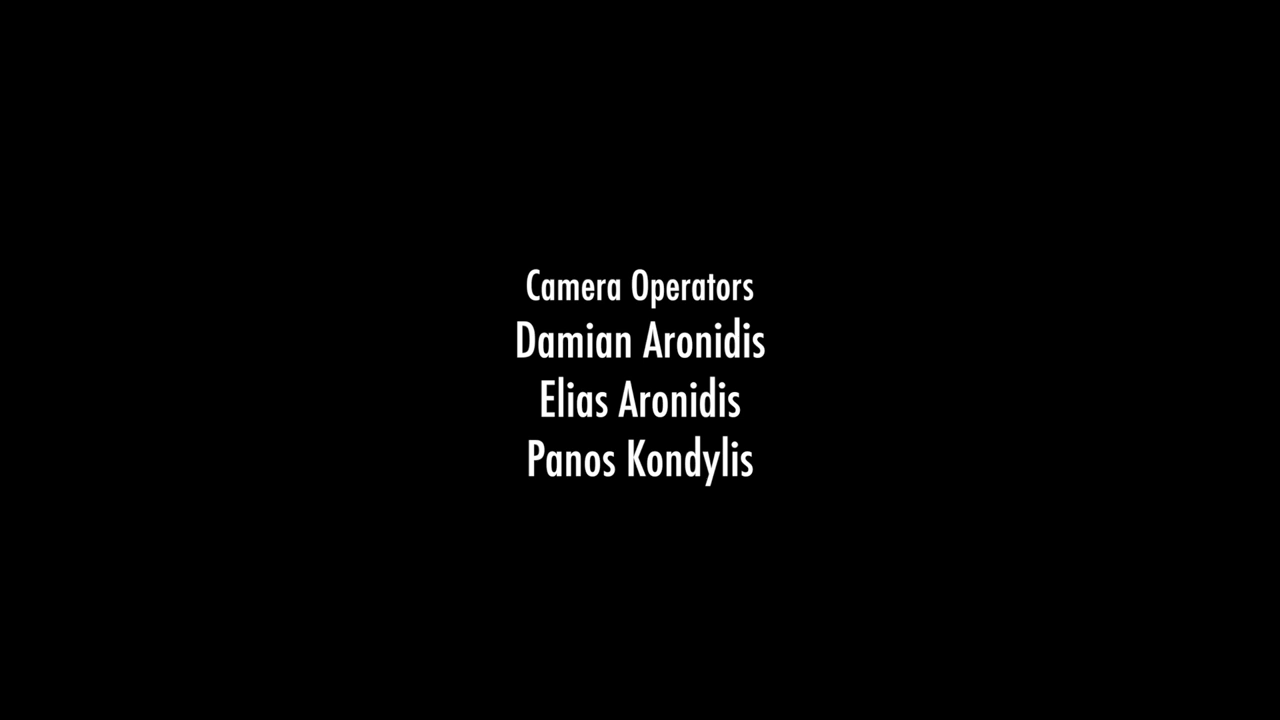 Camera Operators
Damian Aronidis
Elias Aronidis
Panos Kondylis